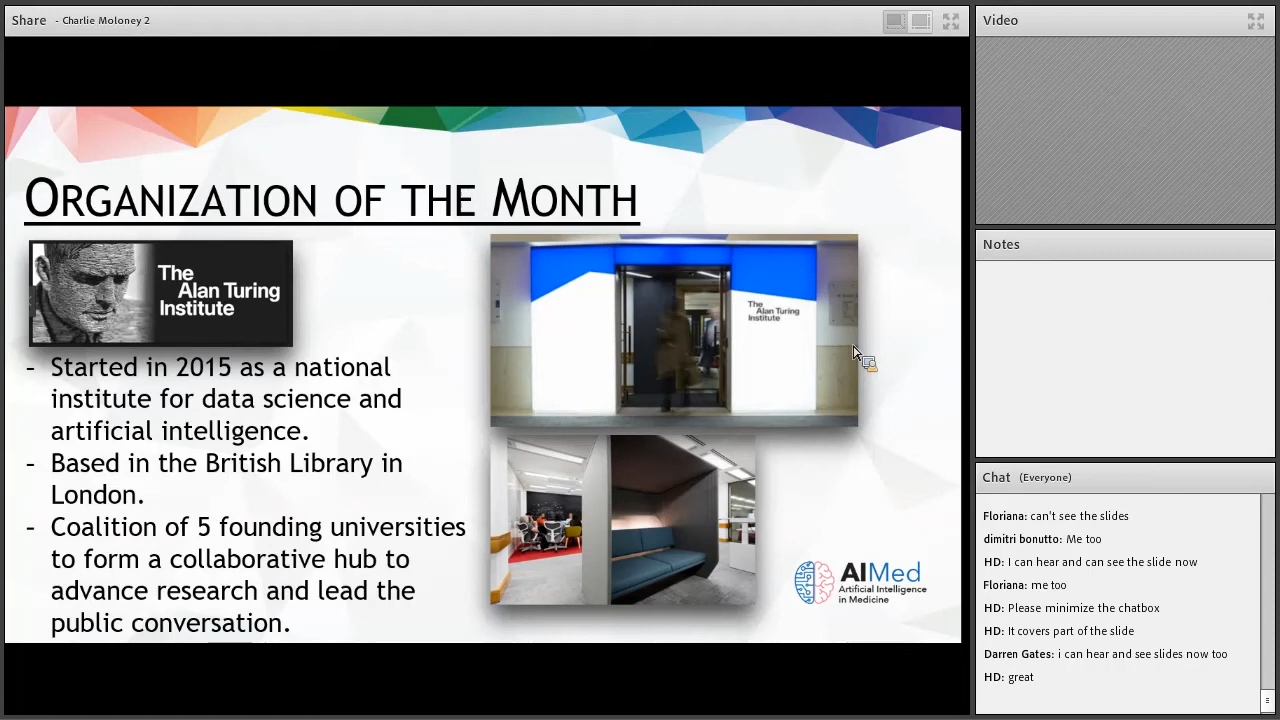 Share - Charlie Moloney 2
ORGANIZATION OF THE MONTH
The
Alan Turing
Institute
- Started in 2015 as a national
institute for data science and
artificial intelligence.
- Based in the British Library in
London.
- Coalition of 5 founding universities
to form a collaborative hub to
advance research and lead the
public conversation.
The
Alan Turing
Institute
AIMed
Artificial Intelligence
in Medicine
Video
Notes
Chat (Everyone)
Floriana: can't see the slides
dimitri bonutto: Me too
HD: I can hear and can see the slide now
Floriana: me too
HD: Please minimize the chatbox
HD: It covers part of the slide
Darren Gates: i can hear and see slides now too
HD: great